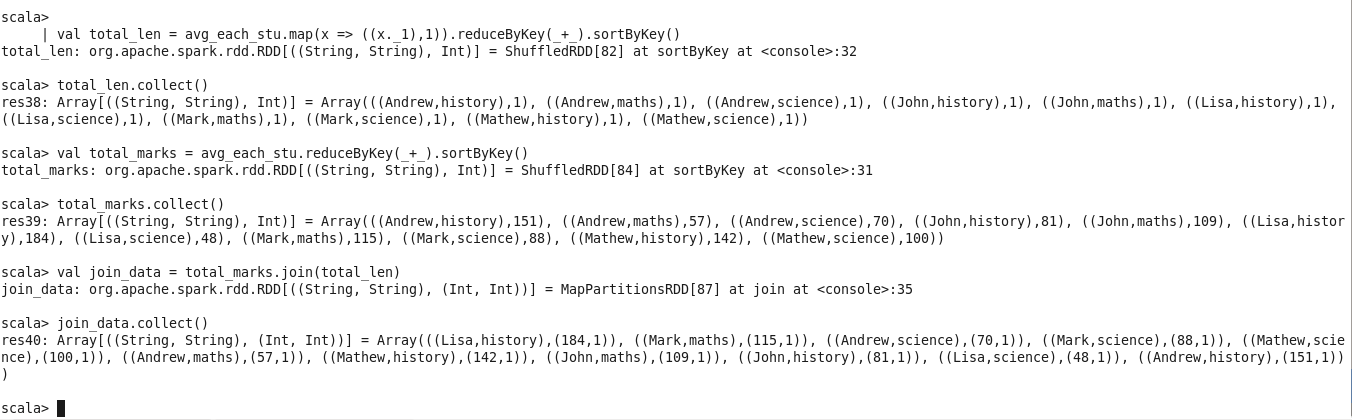 scala>
     | val total_len = avg_each_stu.map(x => ((x._1),1)).reduceByKey(_+_).sortByKey()
total_len: org.apache.spark.rdd.RDD[((String, String), Int)] = ShuffledRDD[82] at sortByKey at <console>:32
scala> total_len.collect()
res38: Array[((String, String), Int)] = Array(((Andrew,history),1), ((Andrew,maths),1), ((Andrew,science),1), ((John,history),1), ((John,maths),1), ((Lisa,history),1),
((Lisa,science),1), ((Mark,maths),1), ((Mark,science),1), ((Mathew,history),1), ((Mathew,science),1))
scala> val total_marks = avg_each_stu.reduceByKey(_+_).sortByKey()
total_marks: org.apache.spark.rdd.RDD[((String, String), Int)] = ShuffledRDD[84] at sortByKey at <console>:31
scala> total_marks.collect()
res39: Array[((String, String), Int)] = Array(((Andrew,history),151), ((Andrew,maths),57), ((Andrew,science),70), ((John,history),81), ((John,maths),109), ((Lisa,histor
y),184), ((Lisa,science),48), ((Mark,maths),115), ((Mark,science),88), ((Mathew,history),142), ((Mathew,science),100))
scala> val join_data = total_marks.join(total_len)
join_data: org.apache.spark.rdd.RDD[((String, String), (Int, Int))] = MapPartitionsRDD[87] at join at <console>:35
scala> join_data.collect()
res40: Array[((String, String), (Int, Int))] = Array(((Lisa,history),(184,1)), ((Mark,maths),(115,1)), ((Andrew,science),(70,1)), ((Mark,science),(88,1)), ((Mathew,scie
nce),(100,1)), ((Andrew,maths),(57,1)), ((Mathew,history),(142,1)), ((John,maths),(109,1)), ((John,history),(81,1)), ((Lisa,science),(48,1)), ((Andrew,history),(151,1))
)
scala>